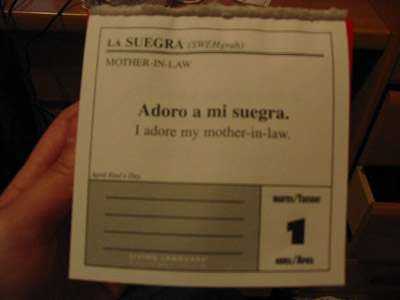 LA SUEGRA (SWEHgrah)
MOTHER-IN-LAW
Adoro a mi suegra.
I adore my mother-in-law.
April Fool's Day
MARTES/TUESDAY
1
ABRIL/APRIL
LIVING LANGUAGE